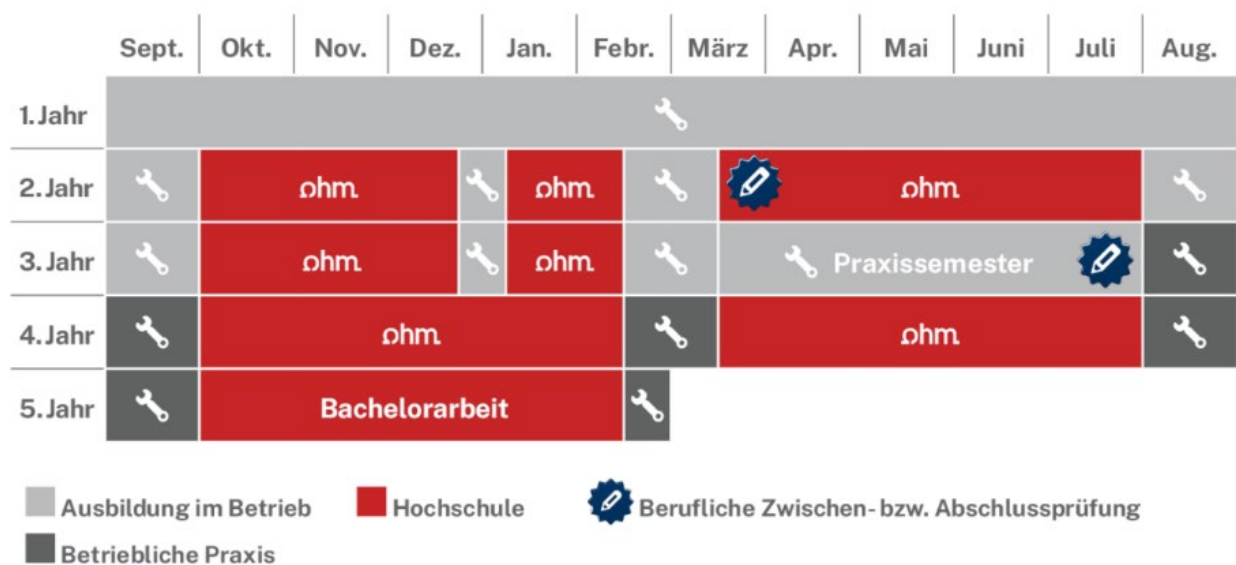 Sept. Okt. Nov. Dez. Jan. Febr. März Apr. Mai Juni Juli Aug.
1. Jahr
2. Jahr ohm ohm ohm
3. Jahr ohm ohm Praxissemester
4. Jahr ohm ohm
5. Jahr Bachelorarbeit
Ausbildung im Betrieb Hochschule Berufliche Zwischen- bzw. Abschlussprüfung
Betriebliche Praxis